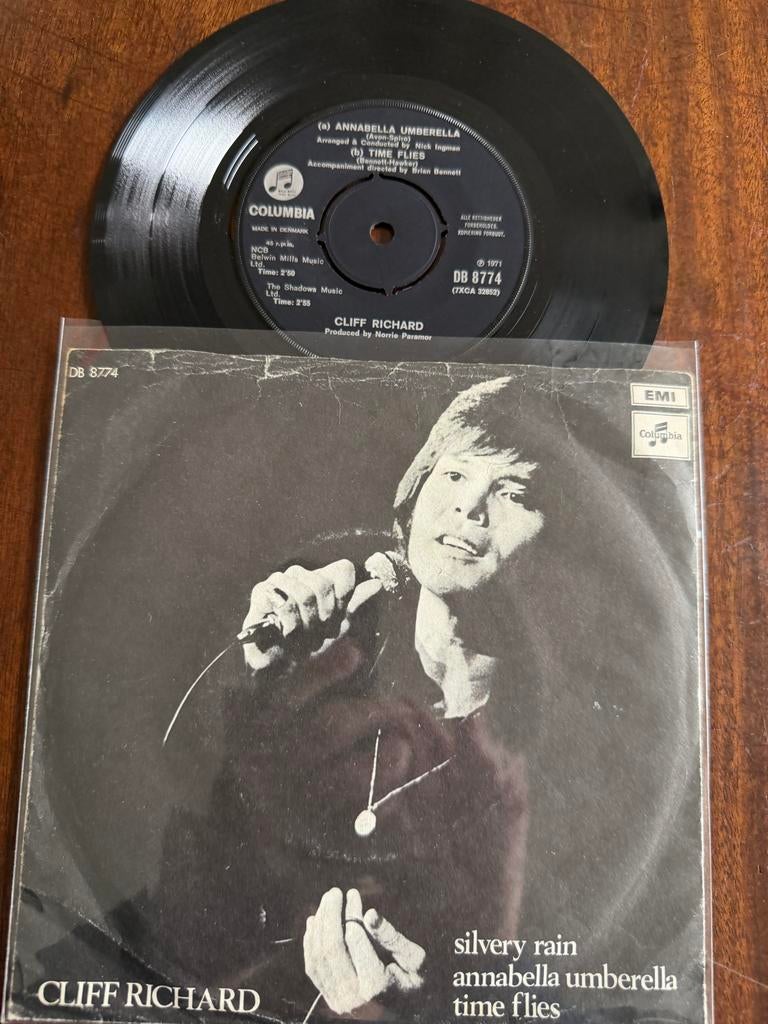 (a) ANNABELLA UMBERELLA
(Avon-Spiro)
Arranged & Conducted by Nick Ingman
(b) TIME FLIES
(Bennett-Hawker)
Accompaniment directed by Brian Bennett
COLUMBIA
MADE IN DENMARK
45 r.p.m.
NCB
Belwin Mills Music
Ltd.
Time: 2'50
The Shadows Music
Ltd.
Time: 2'55
ALLE RETTIGHEDER
FORBEHOLDES.
KOPIERING FORBUDT.
℗ 1971
DB 8774
(7XCA 32852)
CLIFF RICHARD
Produced by Norrie Paramor
DB 8774
EMI
Columbia
silvery rain
annabella umberella
time flies
CLIFF RICHARD